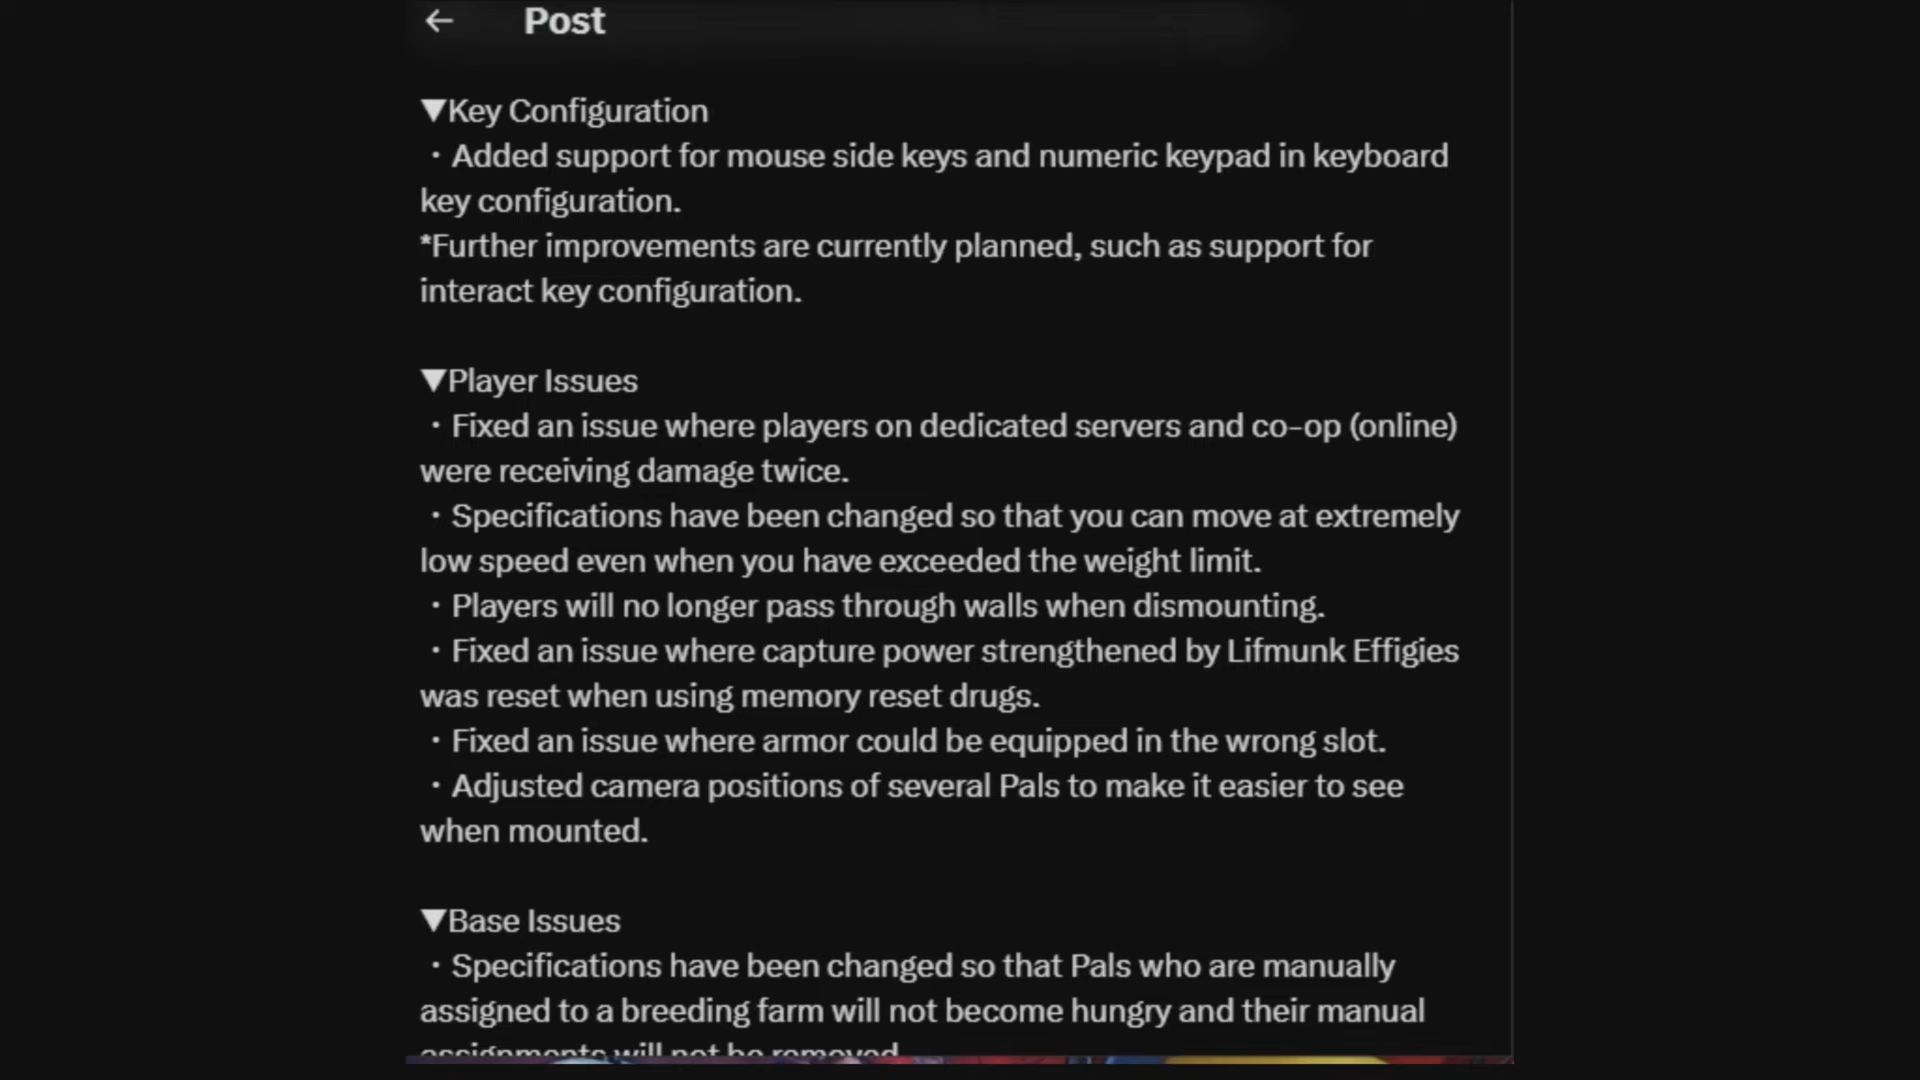 ← Post
▼Key Configuration
・Added support for mouse side keys and numeric keypad in keyboard
key configuration.
*Further improvements are currently planned, such as support for
interact key configuration.
▼Player Issues
・Fixed an issue where players on dedicated servers and co-op (online)
were receiving damage twice.
・Specifications have been changed so that you can move at extremely
low speed even when you have exceeded the weight limit.
・Players will no longer pass through walls when dismounting.
・Fixed an issue where capture power strengthened by Lifmunk Effigies
was reset when using memory reset drugs.
・Fixed an issue where armor could be equipped in the wrong slot.
・Adjusted camera positions of several Pals to make it easier to see
when mounted.
▼Base Issues
・Specifications have been changed so that Pals who are manually
assigned to a breeding farm will not become hungry and their manual
assignments will not be removed